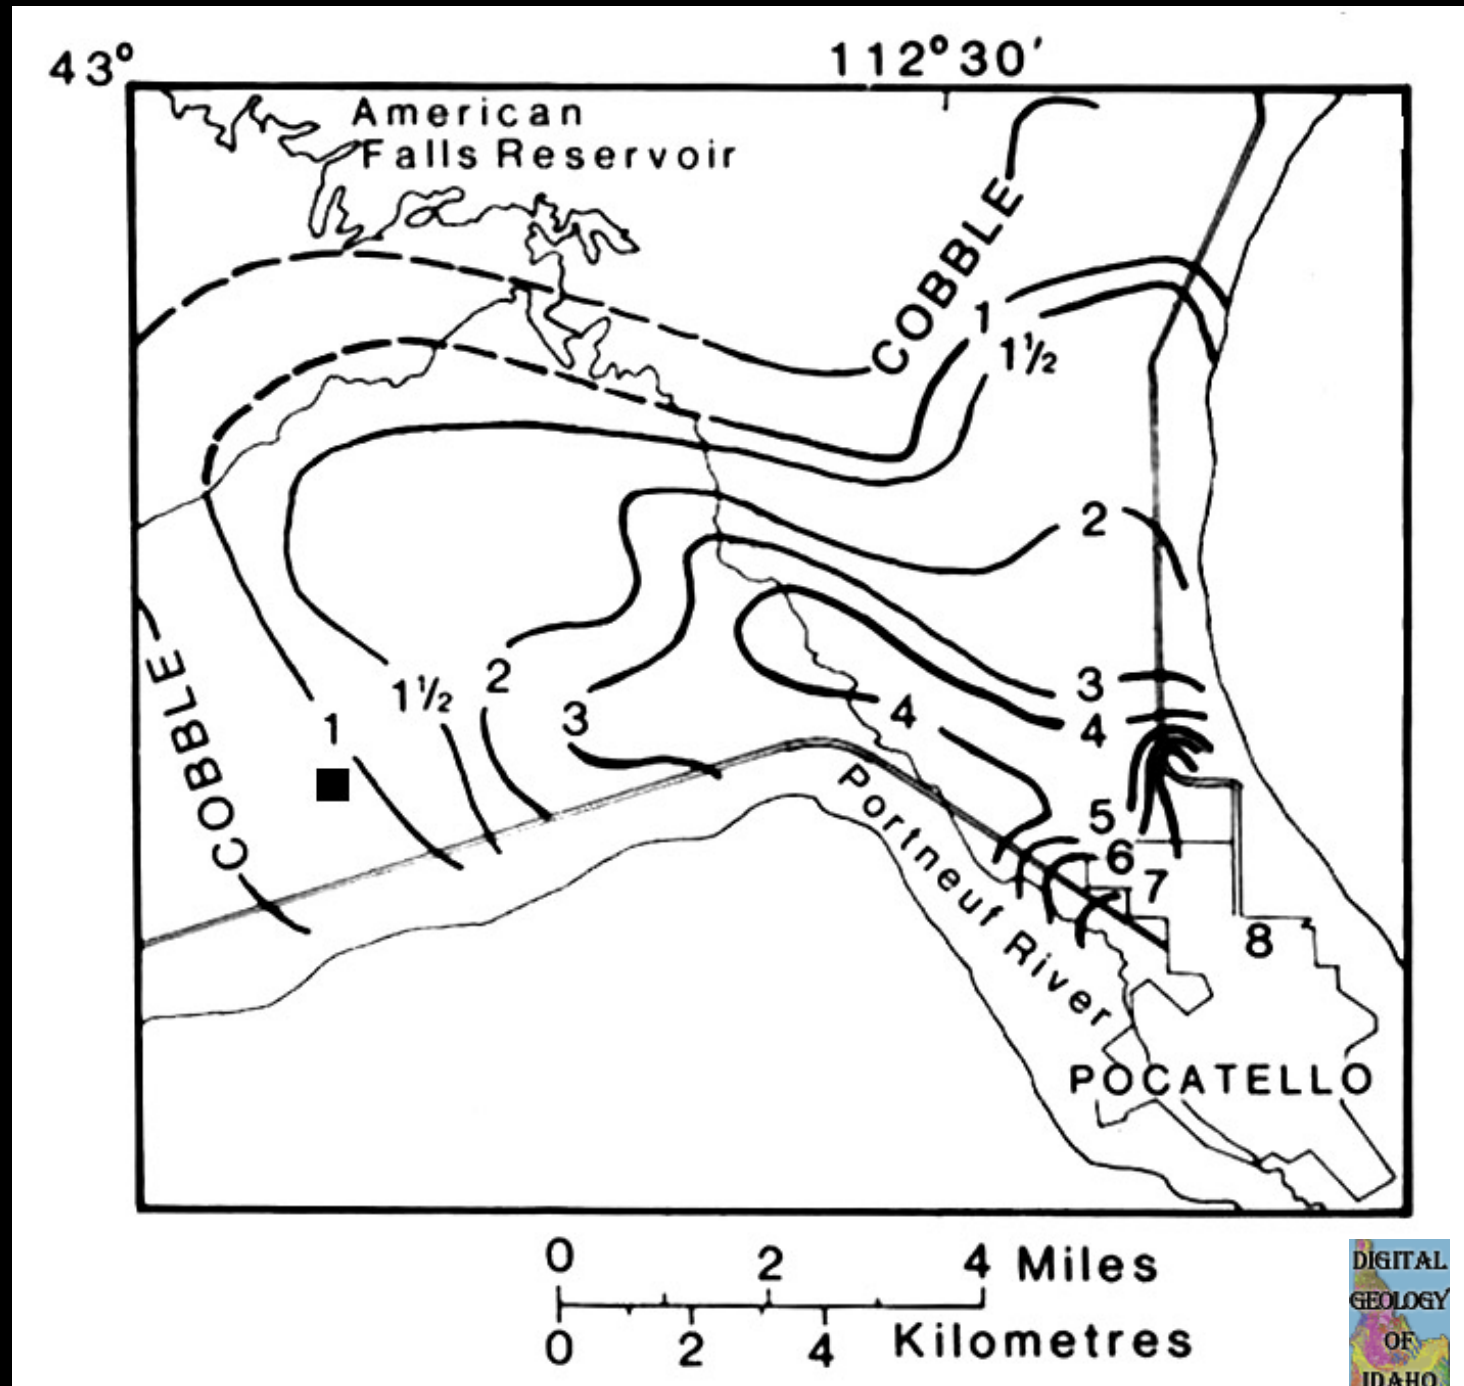 43°
112°30′
American
Falls Reservoir
COBBLE
1
1½
2
3
4
COBBLE
1
1½
2
3
4
5
6
7
8
Portneuf River
POCATELLO
0 2 4 Miles
0 2 4 Kilometres
DIGITAL
GEOLOGY
OF
IDAHO